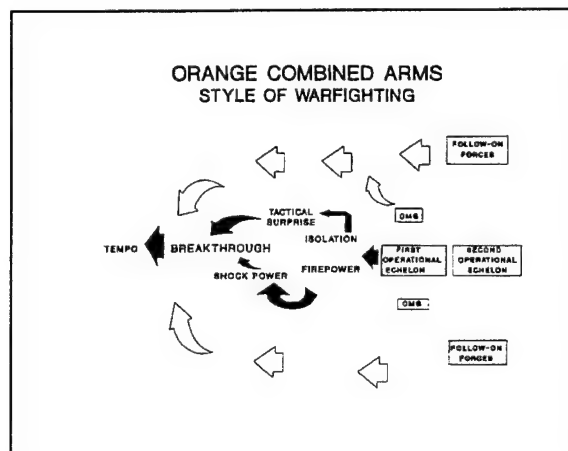 ORANGE COMBINED ARMS
STYLE OF WARFIGHTING
FOLLOW-ON
FORCES
OMG
TACTICAL
SURPRISE
ISOLATION
TEMPO
BREAKTHROUGH
FIRST
OPERATIONAL
ECHELON
SECOND
OPERATIONAL
ECHELON
SHOCK POWER
FIREPOWER
OMG
FOLLOW-ON
FORCES